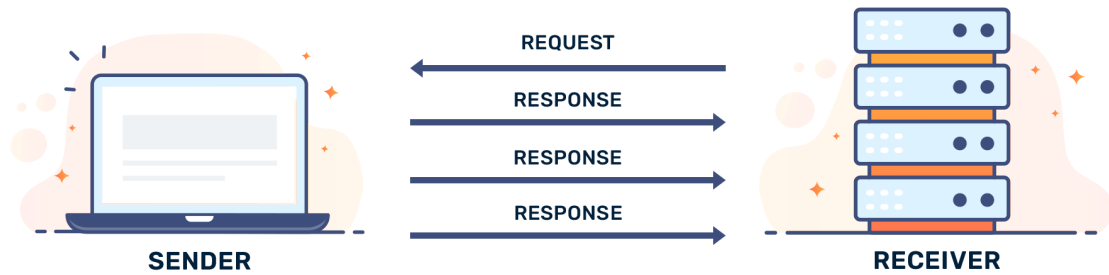 REQUEST
RESPONSE
RESPONSE
RESPONSE
SENDER
RECEIVER